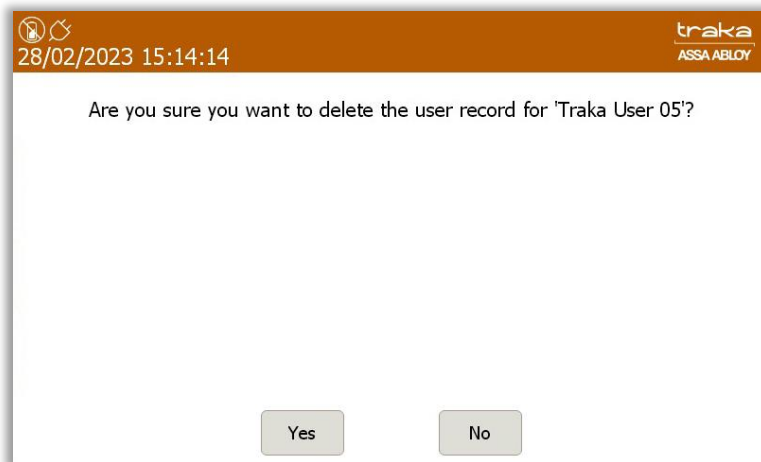 traka
28/02/2023 15:14:14
ASSA ABLOY
Are you sure you want to delete the user record for 'Traka User 05'?
Yes
No